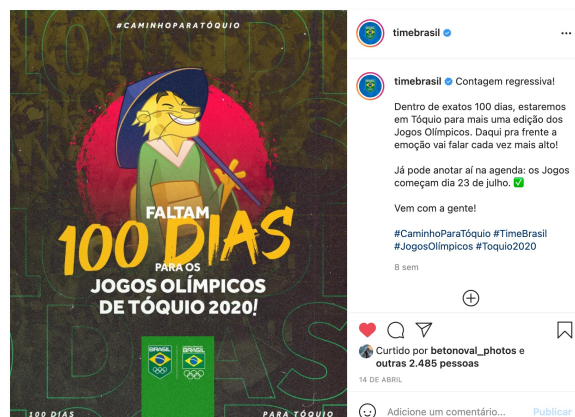 #CAMINHOPARATÓQUIO
FALTAM
100 DIAS
PARA OS
JOGOS OLÍMPICOS
DE TÓQUIO 2020!
BRASIL
BRASIL
100 DIAS
PARA TÓQUIO
timebrasil
timebrasil Contagem regressiva!
Dentro de exatos 100 dias, estaremos
em Tóquio para mais uma edição dos
Jogos Olímpicos. Daqui pra frente a
emoção vai falar cada vez mais alto!
Já pode anotar aí na agenda: os Jogos
começam dia 23 de julho. ✅
Vem com a gente!
#CaminhoParaTóquio #TimeBrasil
#JogosOlímpicos #Toquio2020
8 sem
Curtido por betonoval_photos e
outras 2.485 pessoas
14 DE ABRIL
Adicione um comentário... Publicar